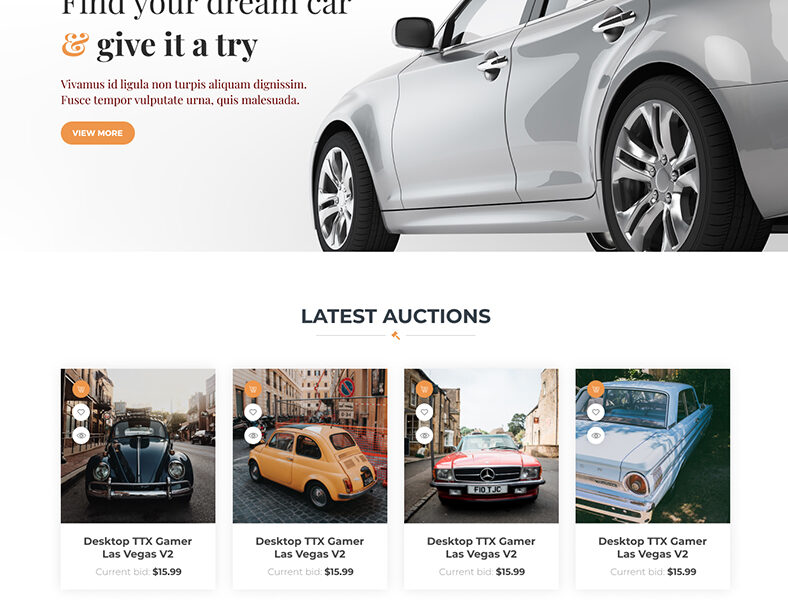 Find your dream car
& give it a try
Vivamus id ligula non turpis aliquam dignissim.
Fusce tempor vulputate urna, quis malesuada.
VIEW MORE
LATEST AUCTIONS
F10 TJC
Desktop TTX Gamer
Las Vegas V2
Current bid: $15.99
Desktop TTX Gamer
Las Vegas V2
Current bid: $15.99
Desktop TTX Gamer
Las Vegas V2
Current bid: $15.99
Desktop TTX Gamer
Las Vegas V2
Current bid: $15.99